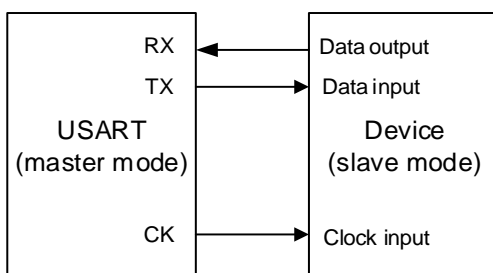 RX
Data output
TX
Data input
USART
(master mode)
Device
(slave mode)
CK
Clock input